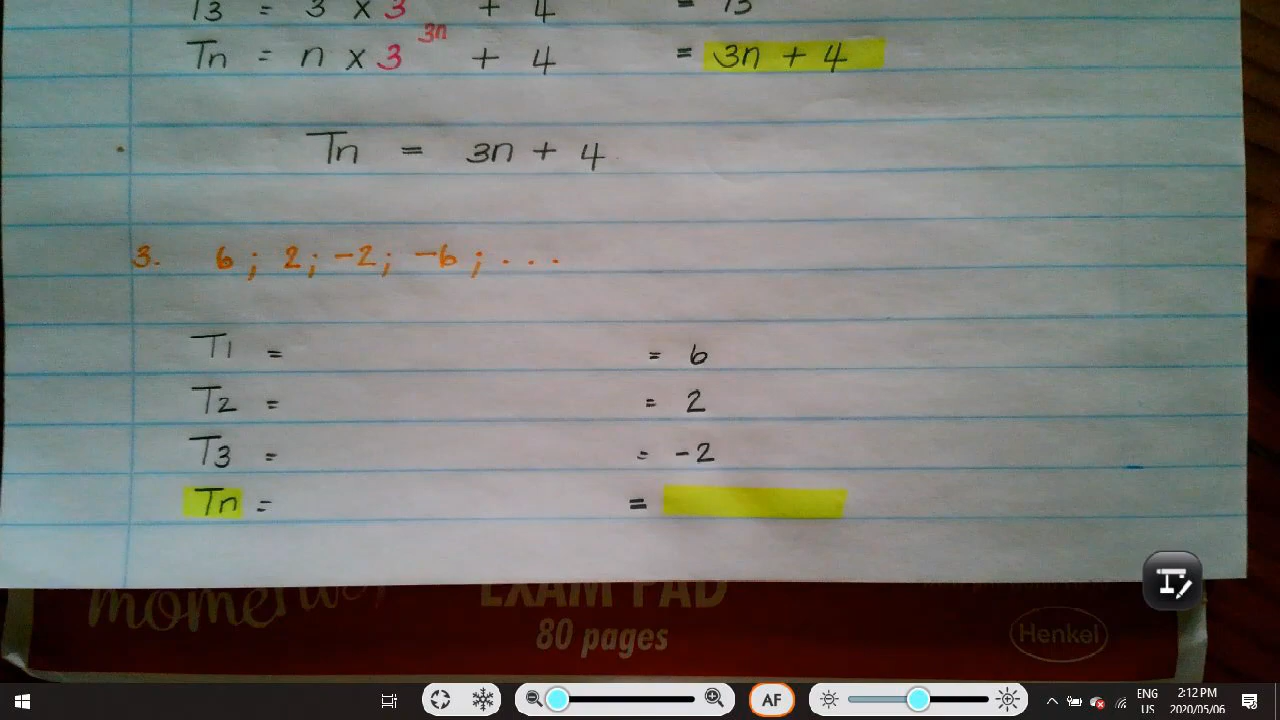 T3 = 3 x 3 + 4 = 13
3n
Tn = n x 3 + 4 = 3n + 4
Tn = 3n + 4
3. 6 ; 2 ; -2 ; -6 ; . . .
T1 = = 6
T2 = = 2
T3 = = -2
Tn = =
EXAM PAD
80 pages
Henkel
AF
ENG
US
2:12 PM
2020/05/06